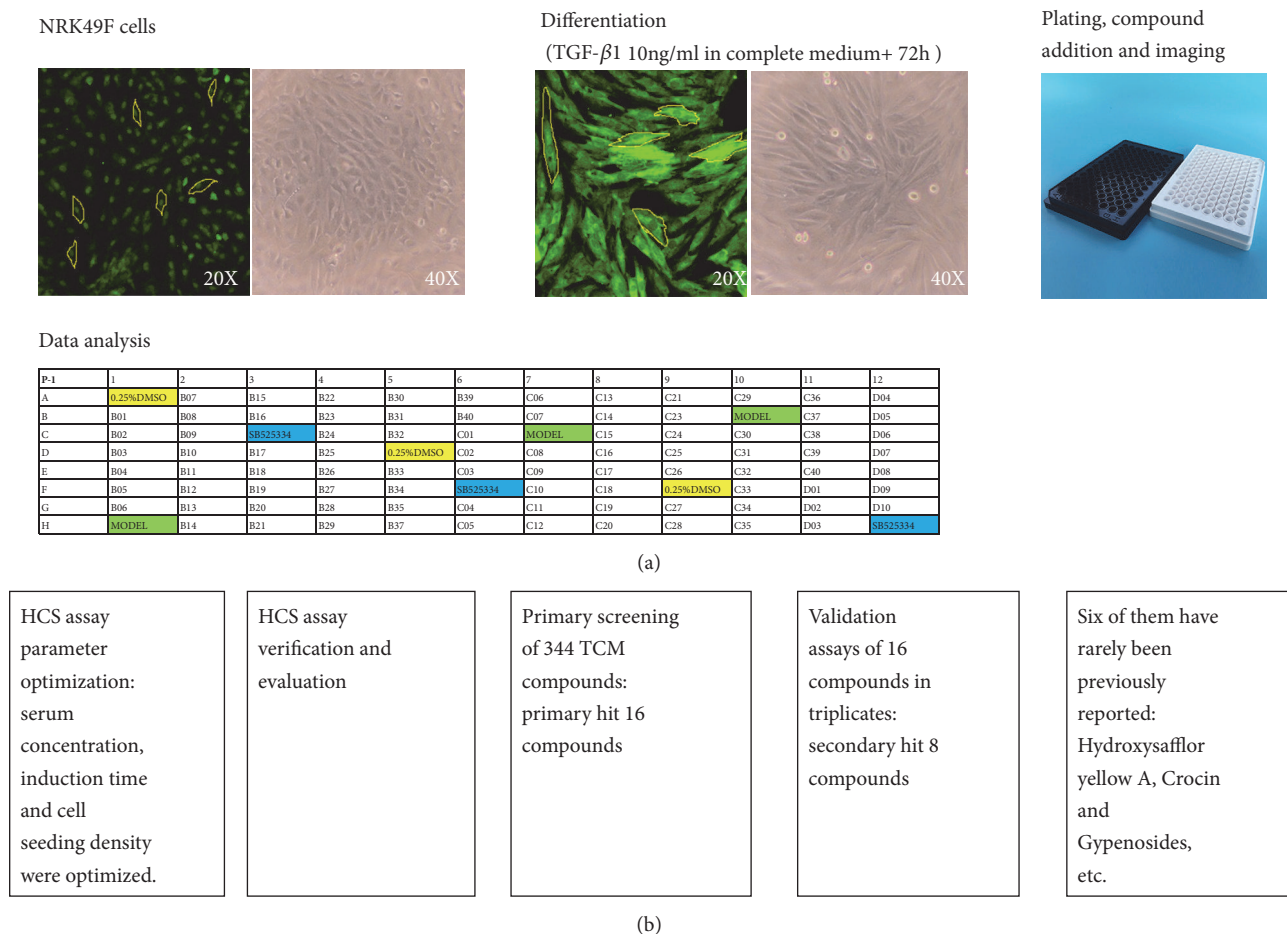 NRK49F cells
Differentiation
(TGF-β1 10ng/ml in complete medium+ 72h )
Plating, compound
addition and imaging
20X
40X
20X
40X
Data analysis
P-1 1 2 3 4 5 6 7 8 9 10 11 12
A 0.25%DMSO B07 B15 B22 B30 B39 C06 C13 C21 C29 C36 D04
B B01 B08 B16 B23 B31 B40 C07 C14 C23 MODEL C37 D05
C B02 B09 SB525334 B24 B32 C01 MODEL C15 C24 C30 C38 D06
D B03 B10 B17 B25 0.25%DMSO C02 C08 C16 C25 C31 C39 D07
E B04 B11 B18 B26 B33 C03 C09 C17 C26 C32 C40 D08
F B05 B12 B19 B27 B34 SB525334 C10 C18 0.25%DMSO C33 D01 D09
G B06 B13 B20 B28 B35 C04 C11 C19 C27 C34 D02 D10
H MODEL B14 B21 B29 B37 C05 C12 C20 C28 C35 D03 SB525334
(a)
HCS assay
parameter
optimization:
serum
concentration,
induction time
and cell
seeding density
were optimized.
HCS assay
verification and
evaluation
Primary screening
of 344 TCM
compounds:
primary hit 16
compounds
Validation
assays of 16
compounds in
triplicates:
secondary hit 8
compounds
Six of them have
rarely been
previously
reported:
Hydroxysafflor
yellow A, Crocin
and
Gypenosides,
etc.
(b)